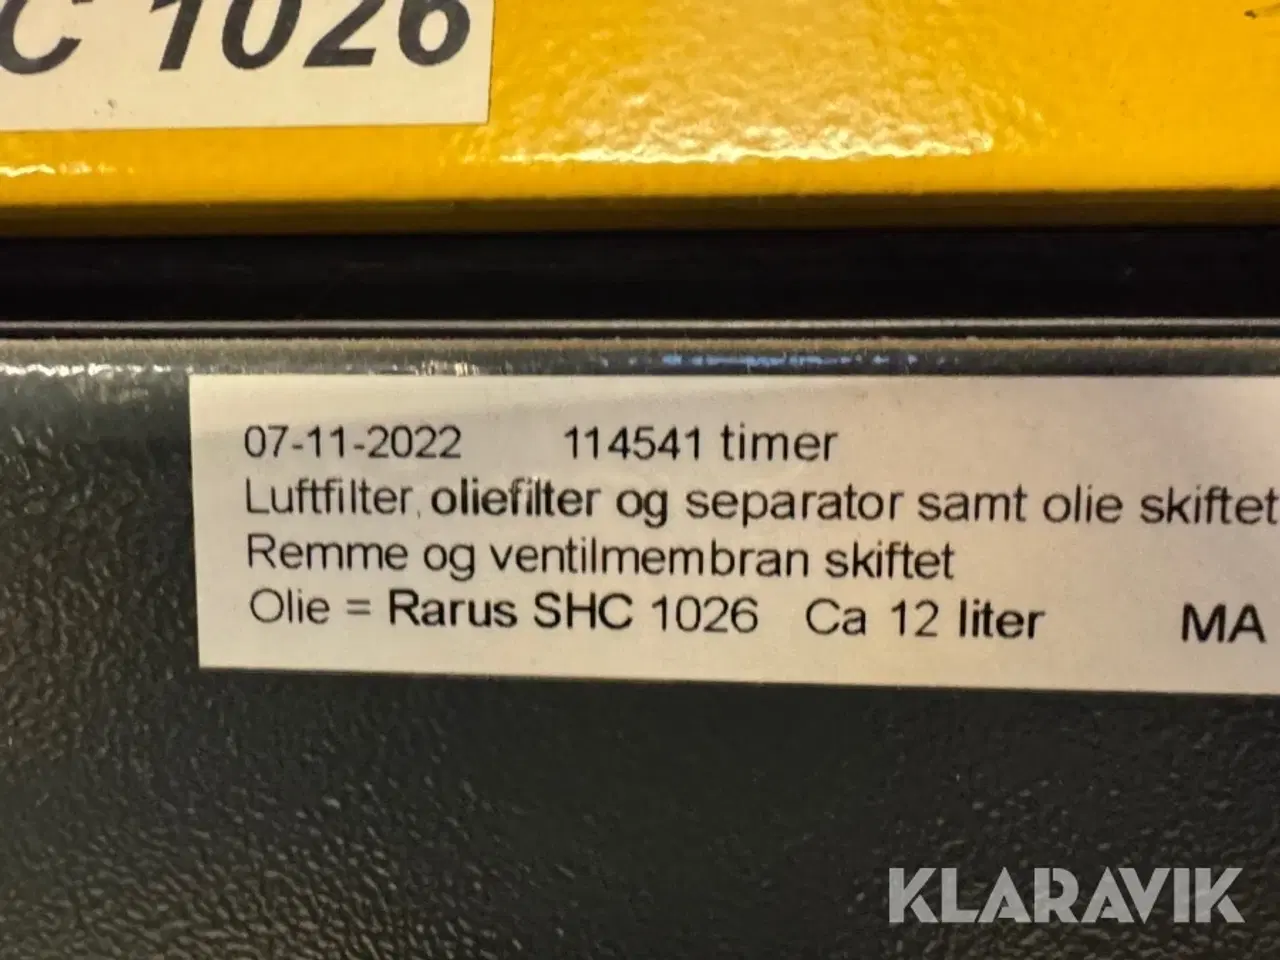 C 1026
07-11-2022 114541 timer
Luftfilter, oliefilter og separator samt olie skiftet
Remme og ventilmembran skiftet
Olie = Rarus SHC 1026 Ca 12 liter MA
KLARAVIK